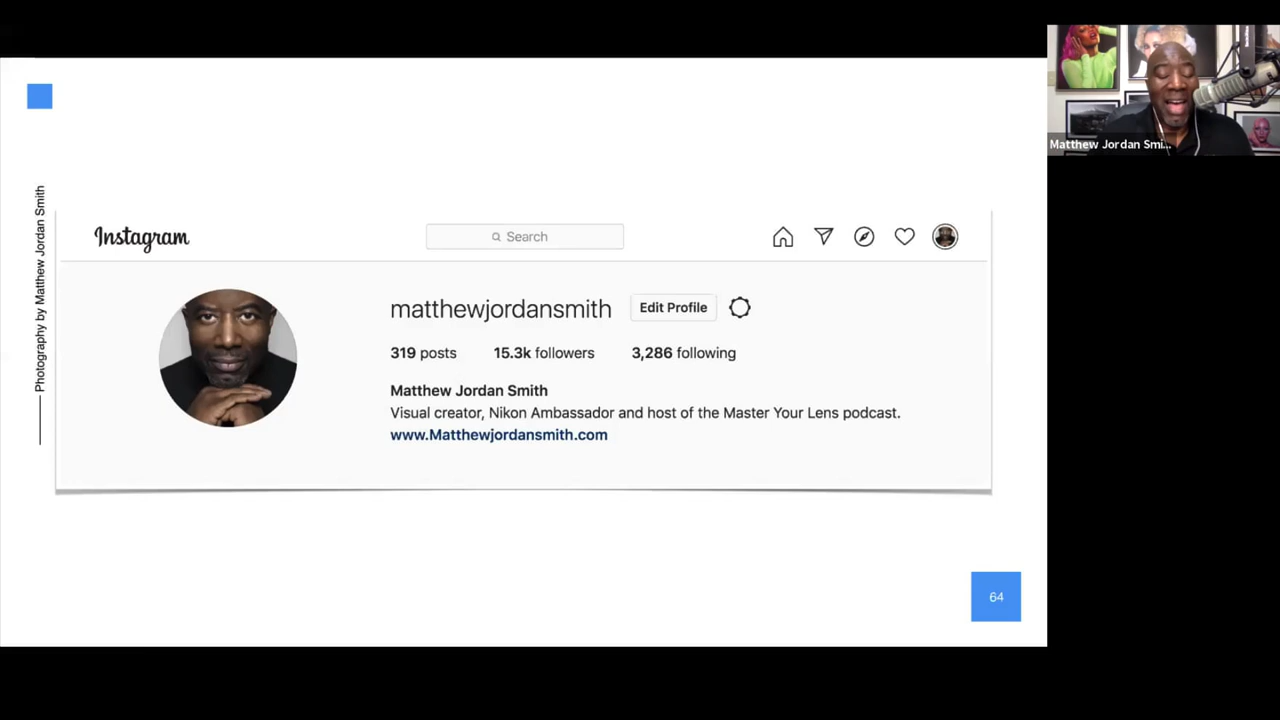 Matthew Jordan Smi...
Photography by Matthew Jordan Smith
Instagram
Search
matthewjordansmith
Edit Profile
319 posts 15.3k followers 3,286 following
Matthew Jordan Smith
Visual creator, Nikon Ambassador and host of the Master Your Lens podcast.
www.Matthewjordansmith.com
64